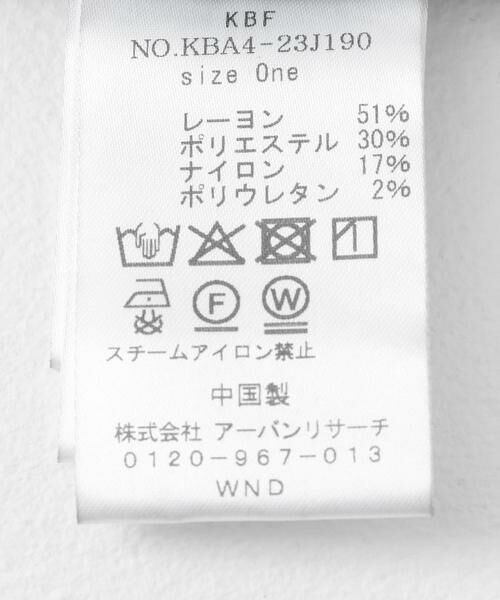 KBF
NO.KBA4-23J190
size One
レーヨン 51%
ポリエステル 30%
ナイロン 17%
ポリウレタン 2%
F W
スチームアイロン禁止
中国製
株式会社 アーバンリサーチ
0120-967-013
WND